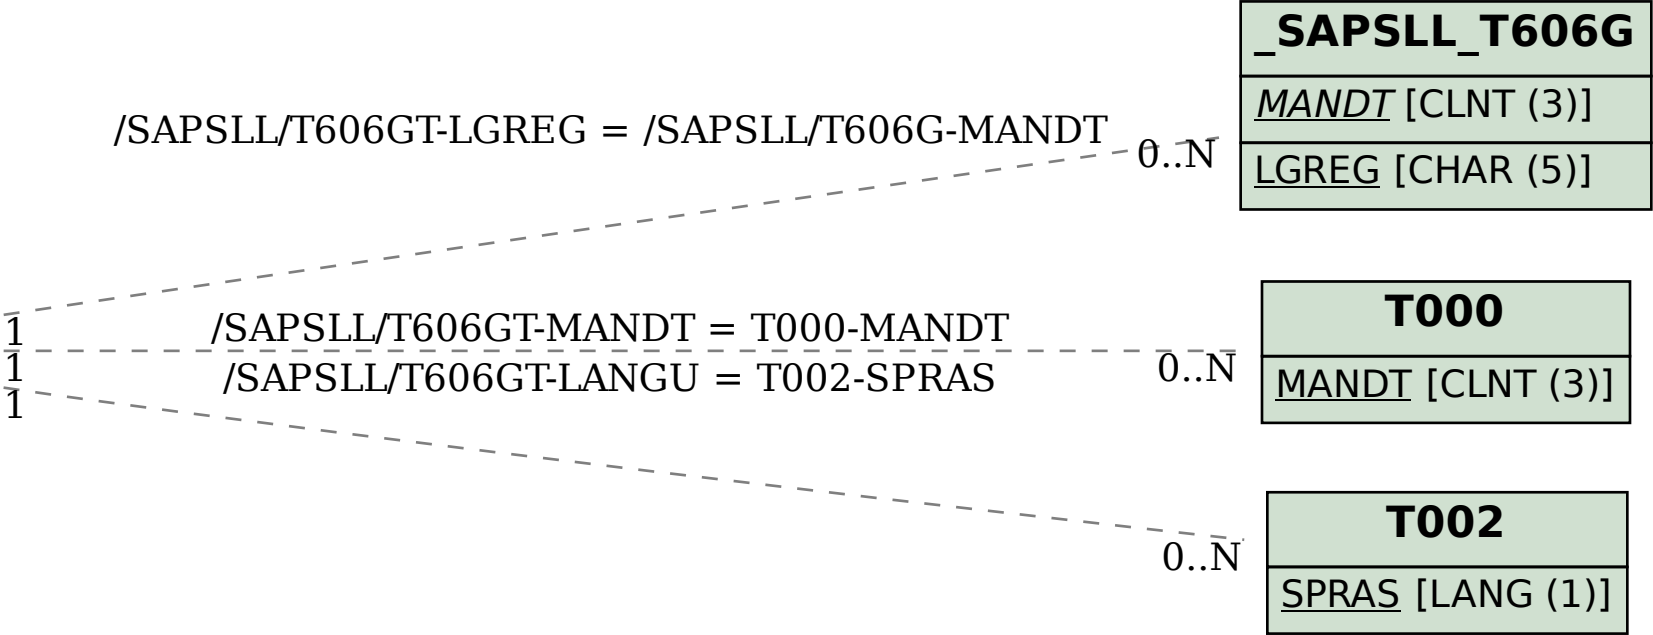 _SAPSLL_T606G
MANDT [CLNT (3)]
LGREG [CHAR (5)]
/SAPSLL/T606GT-LGREG = /SAPSLL/T606G-MANDT
0..N
1
/SAPSLL/T606GT-MANDT = T000-MANDT
1
0..N
/SAPSLL/T606GT-LANGU = T002-SPRAS
1
0..N
T000
MANDT [CLNT (3)]
T002
SPRAS [LANG (1)]